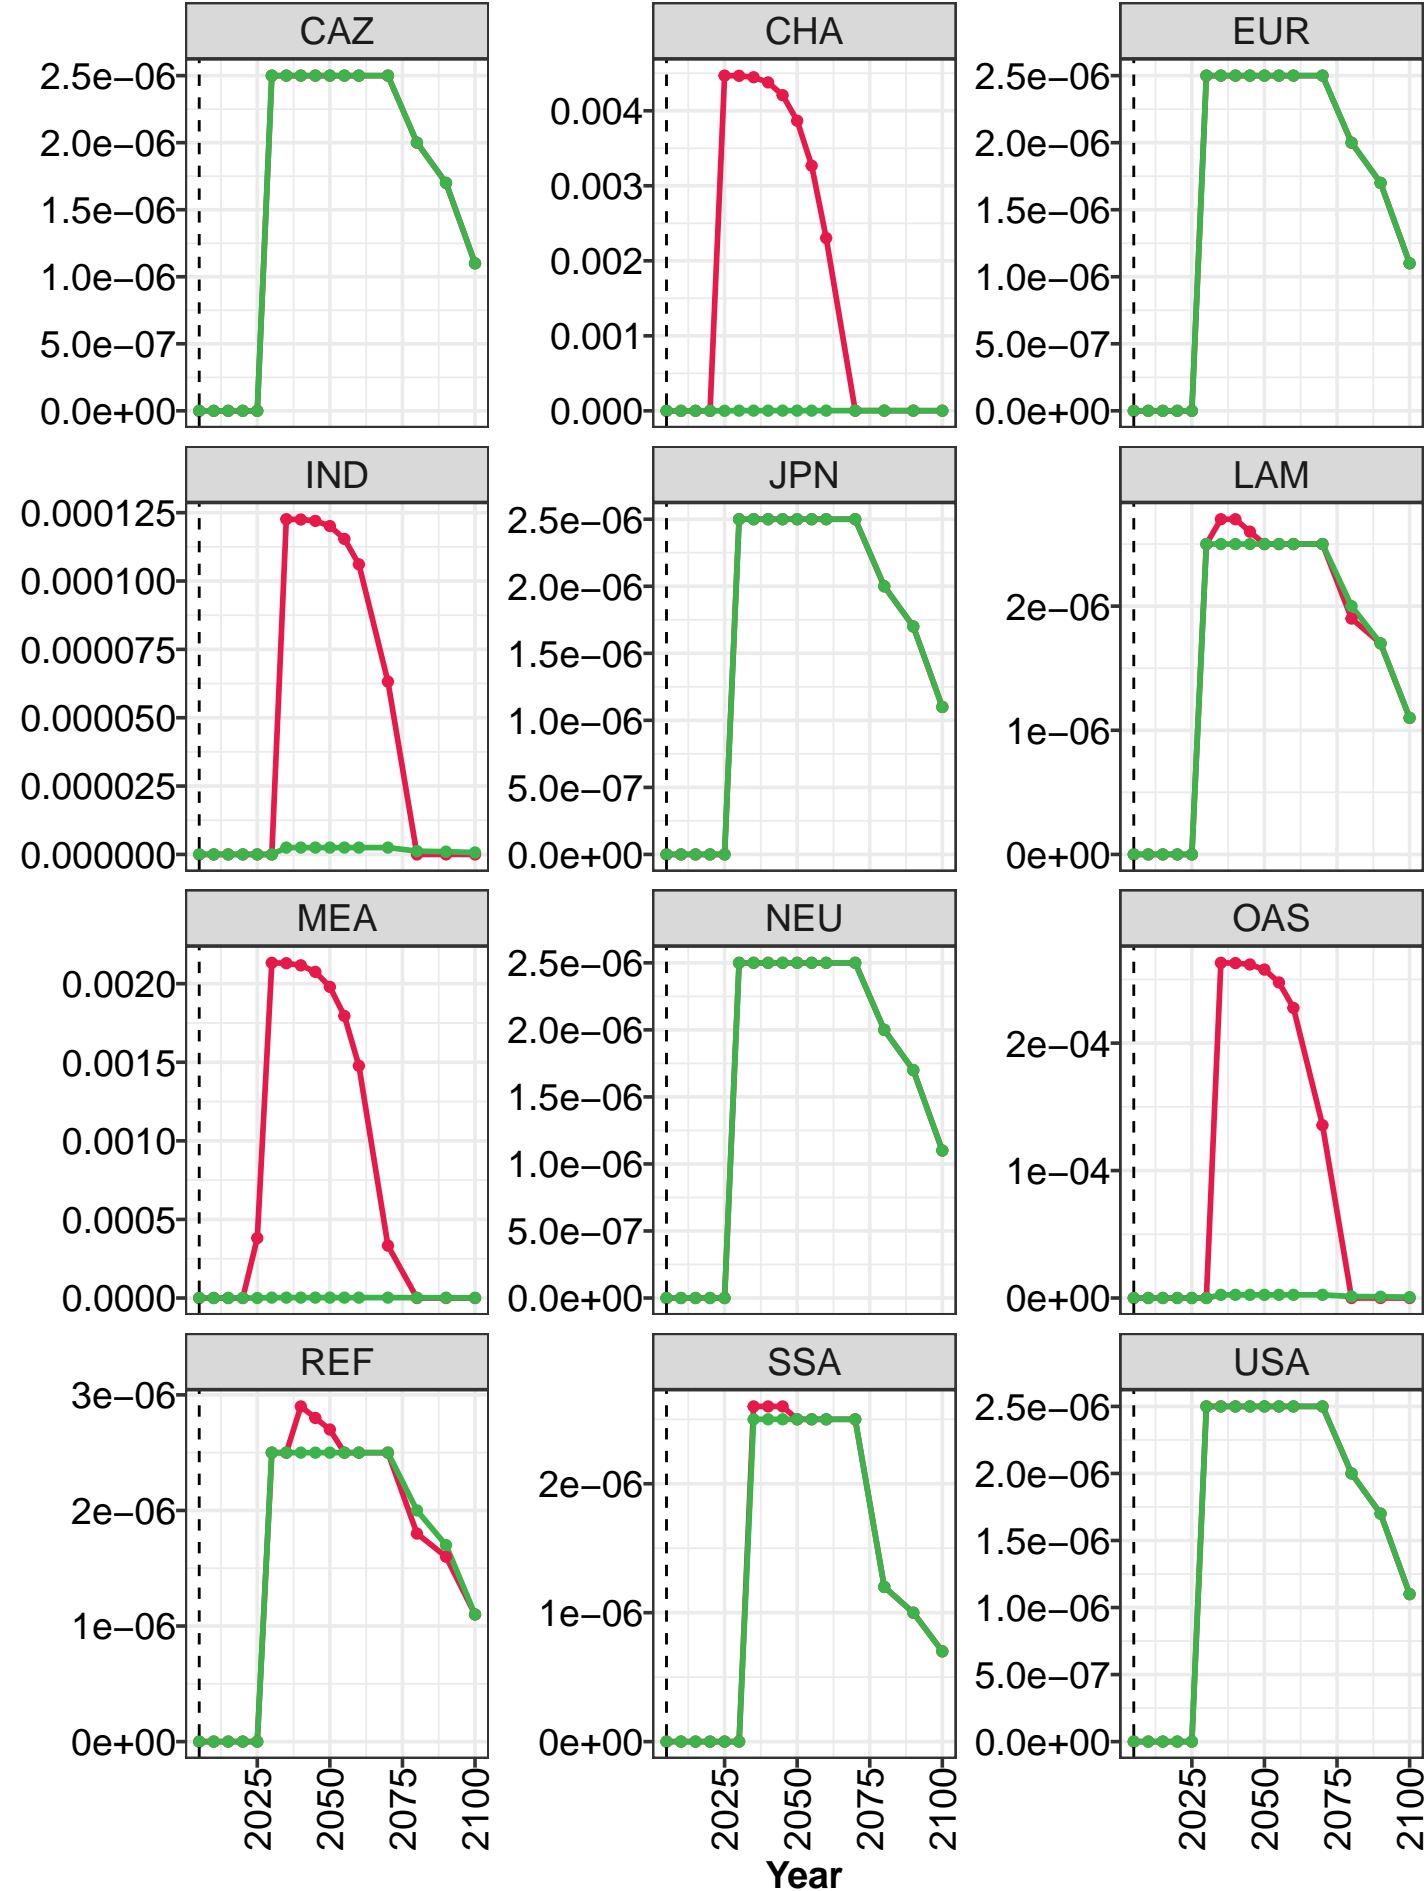 CAZ
2.5e−06
2.0e−06
1.5e−06
1.0e−06
5.0e−07
0.0e+00
CHA
0.004
0.003
0.002
0.001
0.000
EUR
2.5e−06
2.0e−06
1.5e−06
1.0e−06
5.0e−07
0.0e+00
IND
0.000125
0.000100
0.000075
0.000050
0.000025
0.000000
JPN
2.5e−06
2.0e−06
1.5e−06
1.0e−06
5.0e−07
0.0e+00
LAM
2e−06
1e−06
0e+00
MEA
0.0020
0.0015
0.0010
0.0005
0.0000
NEU
2.5e−06
2.0e−06
1.5e−06
1.0e−06
5.0e−07
0.0e+00
OAS
2e−04
1e−04
0e+00
REF
3e−06
2e−06
1e−06
0e+00
2025
2050
2075
2100
SSA
2e−06
1e−06
0e+00
2025
2050
2075
2100
USA
2.5e−06
2.0e−06
1.5e−06
1.0e−06
5.0e−07
0.0e+00
2025
2050
2075
2100
Year